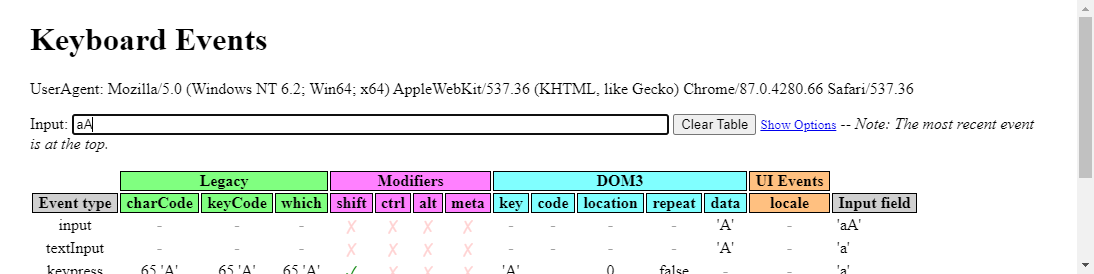 Keyboard Events
UserAgent: Mozilla/5.0 (Windows NT 6.2; Win64; x64) AppleWebKit/537.36 (KHTML, like Gecko) Chrome/87.0.4280.66 Safari/537.36
Input: aA Clear Table Show Options -- Note: The most recent event
is at the top.
Legacy Modifiers DOM3 UI Events
Event type charCode keyCode which shift ctrl alt meta key code location repeat data locale Input field
input - - - ✗ ✗ ✗ ✗ - - - - 'A' - 'aA'
textInput - - - ✗ ✗ ✗ ✗ - - - - 'A' - 'a'
keypress 65 'A' 65 'A' 65 'A' ✓ ✗ ✗ ✗ 'A' 0 false - - 'a'